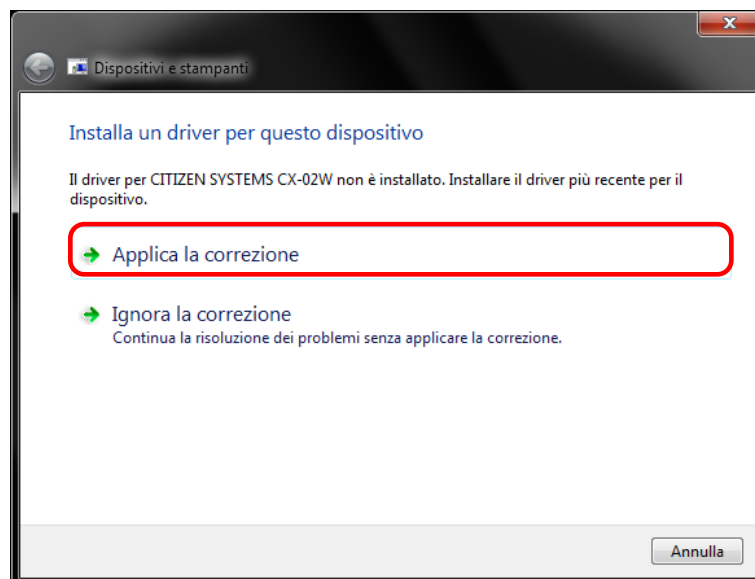 Dispositivi e stampanti
Installa un driver per questo dispositivo
Il driver per CITIZEN SYSTEMS CX-02W non è installato. Installare il driver più recente per il
dispositivo.
Applica la correzione
Ignora la correzione
Continua la risoluzione dei problemi senza applicare la correzione.
Annulla